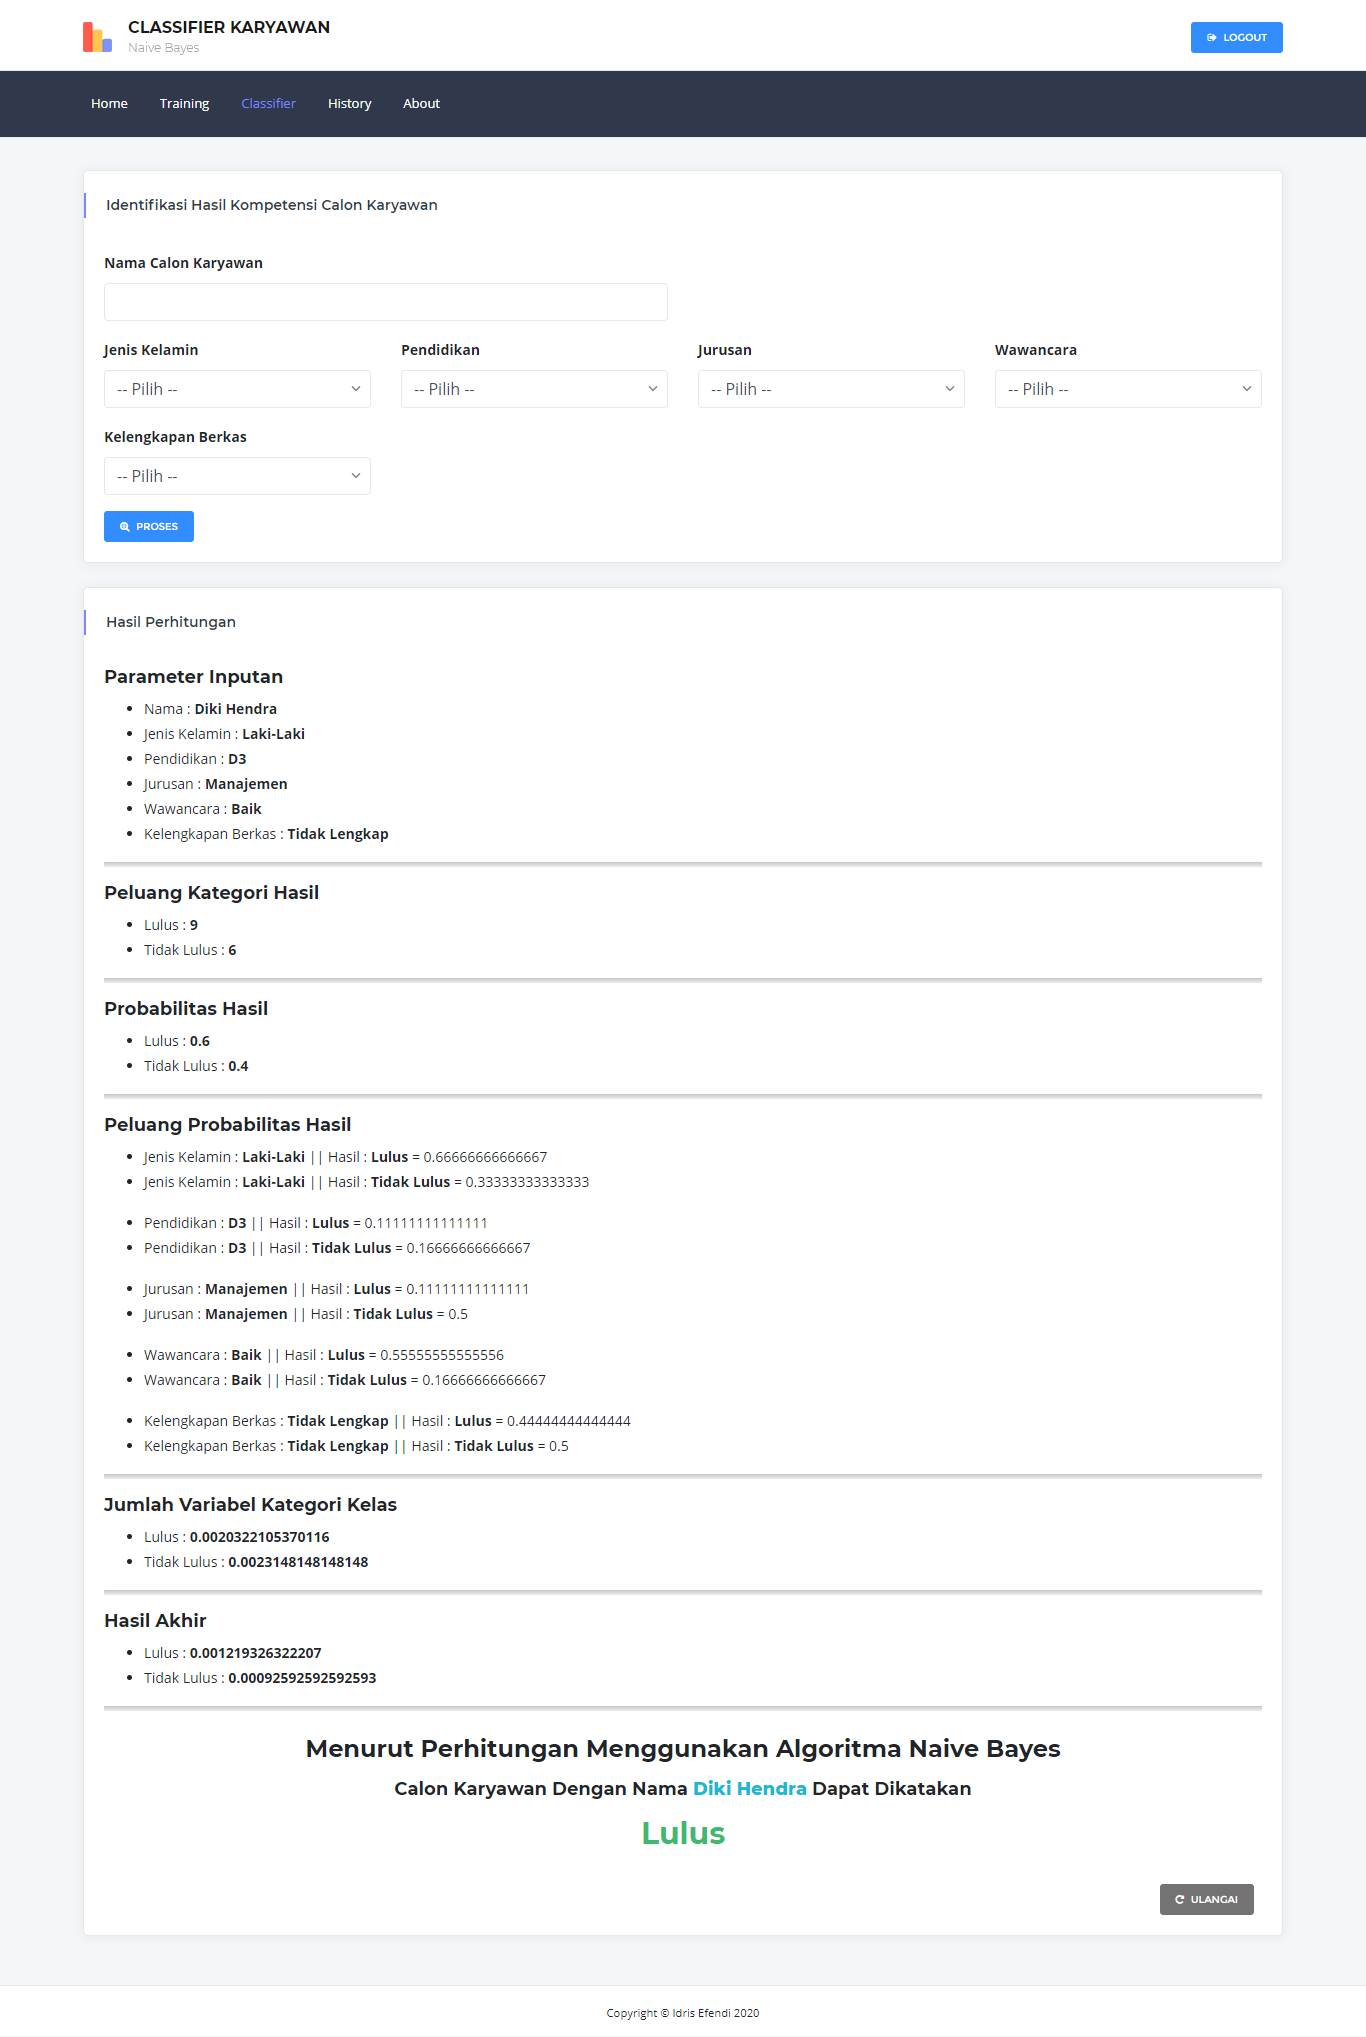 CLASSIFIER KARYAWAN
Naive Bayes
LOGOUT
Home Training Classifier History About
Identifikasi Hasil Kompetensi Calon Karyawan
Nama Calon Karyawan
Jenis Kelamin Pendidikan Jurusan Wawancara
-- Pilih -- -- Pilih -- -- Pilih -- -- Pilih --
Kelengkapan Berkas
-- Pilih --
PROSES
Hasil Perhitungan
Parameter Inputan
• Nama : Diki Hendra
• Jenis Kelamin : Laki-Laki
• Pendidikan : D3
• Jurusan : Manajemen
• Wawancara : Baik
• Kelengkapan Berkas : Tidak Lengkap
Peluang Kategori Hasil
• Lulus : 9
• Tidak Lulus : 6
Probabilitas Hasil
• Lulus : 0.6
• Tidak Lulus : 0.4
Peluang Probabilitas Hasil
• Jenis Kelamin : Laki-Laki || Hasil : Lulus = 0.66666666666667
• Jenis Kelamin : Laki-Laki || Hasil : Tidak Lulus = 0.33333333333333
• Pendidikan : D3 || Hasil : Lulus = 0.11111111111111
• Pendidikan : D3 || Hasil : Tidak Lulus = 0.16666666666667
• Jurusan : Manajemen || Hasil : Lulus = 0.11111111111111
• Jurusan : Manajemen || Hasil : Tidak Lulus = 0.5
• Wawancara : Baik || Hasil : Lulus = 0.55555555555556
• Wawancara : Baik || Hasil : Tidak Lulus = 0.16666666666667
• Kelengkapan Berkas : Tidak Lengkap || Hasil : Lulus = 0.44444444444444
• Kelengkapan Berkas : Tidak Lengkap || Hasil : Tidak Lulus = 0.5
Jumlah Variabel Kategori Kelas
• Lulus : 0.0020322105370116
• Tidak Lulus : 0.0023148148148148
Hasil Akhir
• Lulus : 0.001219326322207
• Tidak Lulus : 0.00092592592592593
Menurut Perhitungan Menggunakan Algoritma Naive Bayes
Calon Karyawan Dengan Nama Diki Hendra Dapat Dikatakan
Lulus
ULANGAI
Copyright © Idris Efendi 2020